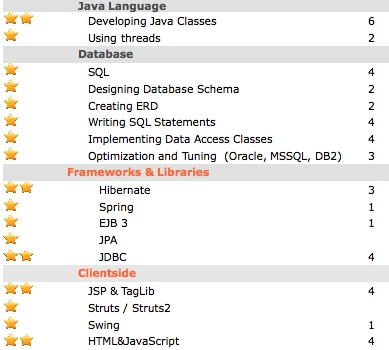 Java Language
Developing Java Classes 6
Using threads 2
Database
SQL 4
Designing Database Schema 2
Creating ERD 2
Writing SQL Statements 4
Implementing Data Access Classes 4
Optimization and Tuning (Oracle, MSSQL, DB2) 3
Frameworks & Libraries
Hibernate 3
Spring 1
EJB 3 1
JPA
JDBC 4
Clientside
JSP & TagLib 4
Struts / Struts2
Swing 1
HTML&JavaScript 4